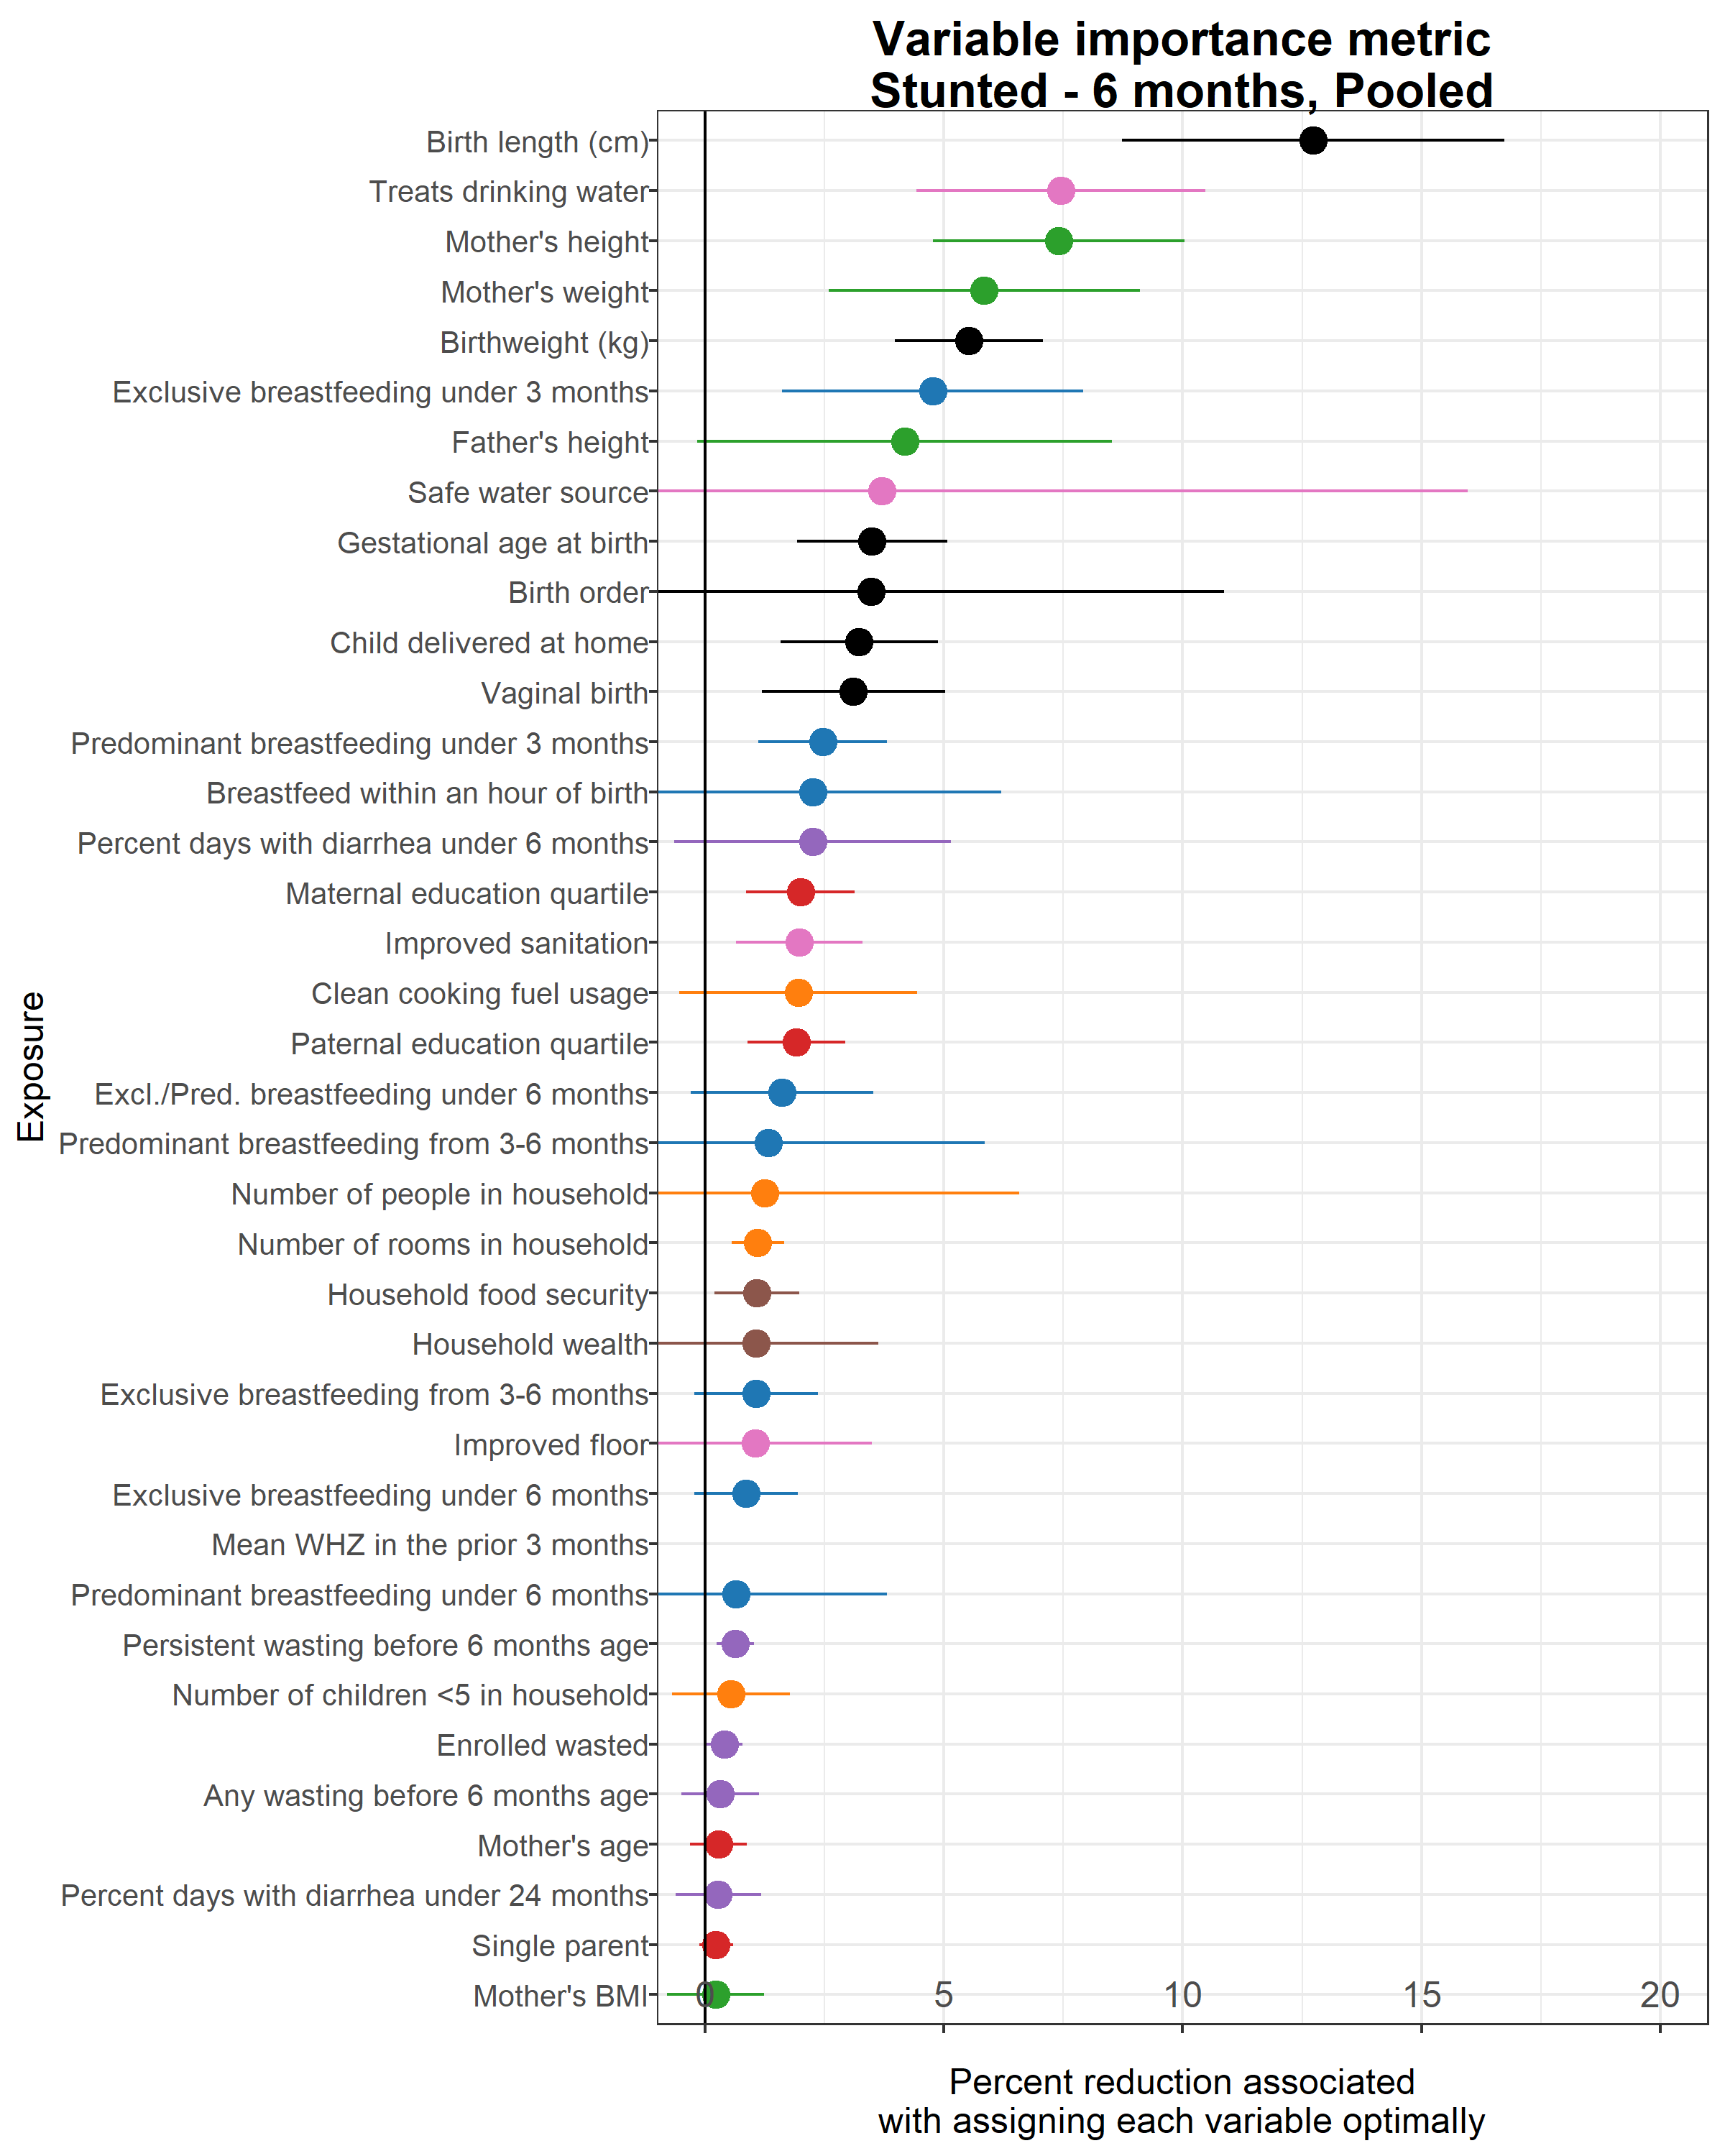 Variable importance metric
Stunted - 6 months, Pooled
Birth length (cm)
Treats drinking water
Mother's height
Mother's weight
Birthweight (kg)
Exclusive breastfeeding under 3 months
Father's height
Safe water source
Gestational age at birth
Birth order
Child delivered at home
Vaginal birth
Predominant breastfeeding under 3 months
Breastfeed within an hour of birth
Percent days with diarrhea under 6 months
Maternal education quartile
Improved sanitation
Clean cooking fuel usage
Paternal education quartile
Excl./Pred. breastfeeding under 6 months
Predominant breastfeeding from 3-6 months
Number of people in household
Number of rooms in household
Household food security
Household wealth
Exclusive breastfeeding from 3-6 months
Improved floor
Exclusive breastfeeding under 6 months
Mean WHZ in the prior 3 months
Predominant breastfeeding under 6 months
Persistent wasting before 6 months age
Number of children <5 in household
Enrolled wasted
Any wasting before 6 months age
Mother's age
Percent days with diarrhea under 24 months
Single parent
Mother's BMI
Exposure
0 5 10 15 20
Percent reduction associated
with assigning each variable optimally